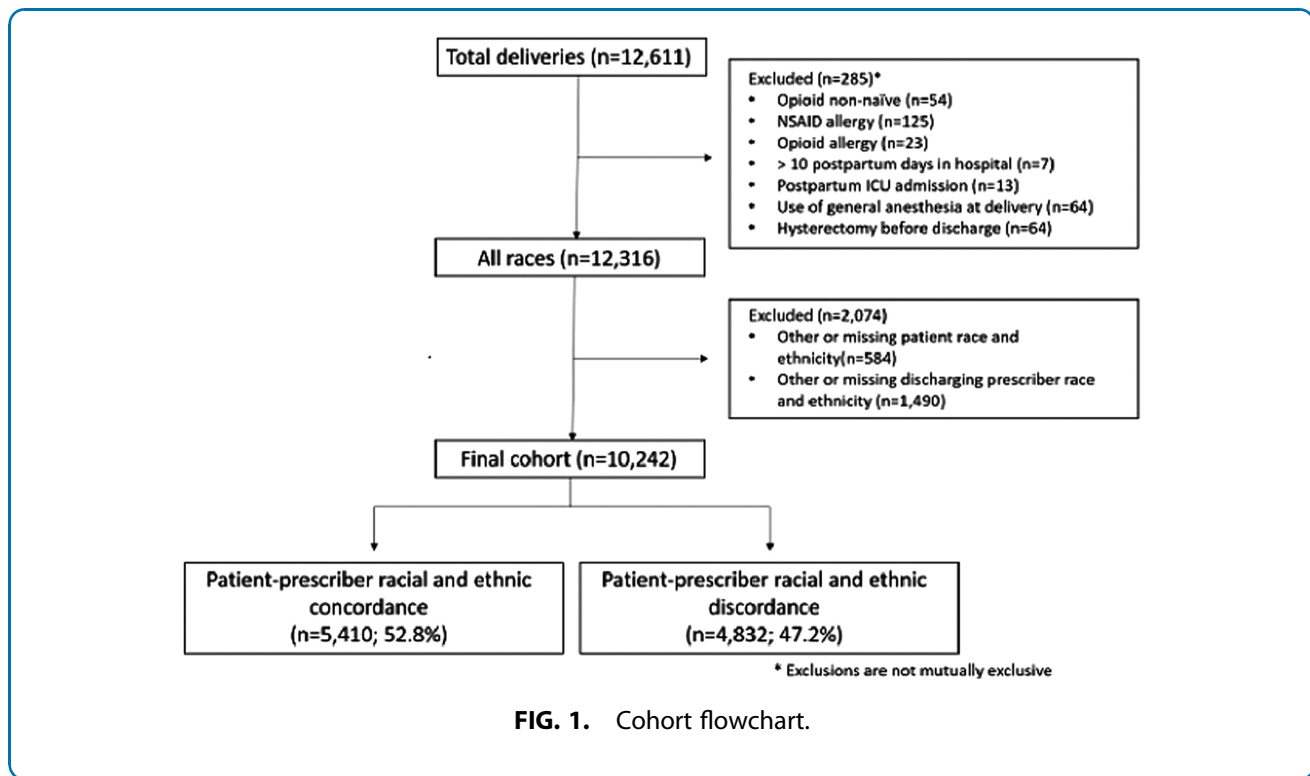 Total deliveries (n=12,611)
Excluded (n=285)*
• Opioid non-naïve (n=54)
• NSAID allergy (n=125)
• Opioid allergy (n=23)
• > 10 postpartum days in hospital (n=7)
• Postpartum ICU admission (n=13)
• Use of general anesthesia at delivery (n=64)
• Hysterectomy before discharge (n=64)
All races (n=12,316)
Excluded (n=2,074)
• Other or missing patient race and
ethnicity(n=584)
• Other or missing discharging prescriber race
and ethnicity (n=1,490)
Final cohort (n=10,242)
Patient-prescriber racial and ethnic
concordance
(n=5,410; 52.8%)
Patient-prescriber racial and ethnic
discordance
(n=4,832; 47.2%)
* Exclusions are not mutually exclusive
FIG. 1. Cohort flowchart.